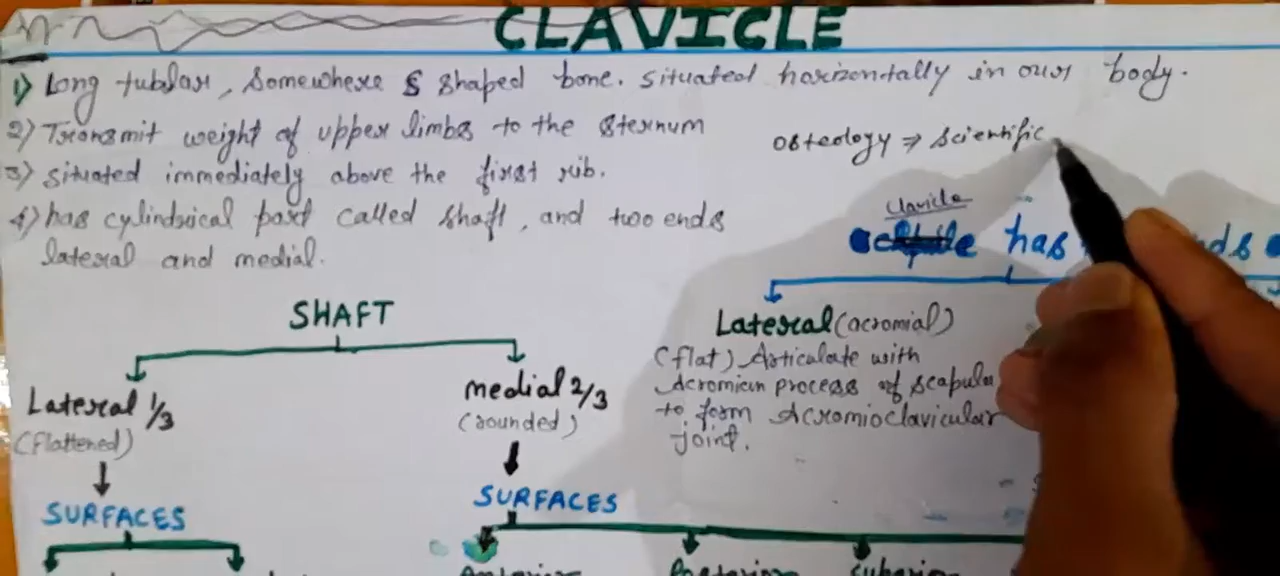 CLAVICLE
1) Long tubular, Somewhere S shaped bone. situated horizontally in our body.
2) Transmit weight of upper limbs to the sternum
3) situated immediately above the first rib.
4) has cylindrical part called shaft, and two ends
lateral and medial.
osteology ⇒ scientific
Clavicle
has
SHAFT
Lateral 1/3
(flattened)
SURFACES
medial 2/3
(rounded)
SURFACES
Posterior
Lateral (acromial)
(flat) Articulate with
Acromion process of scapula
to form Acromioclavicular
joint.